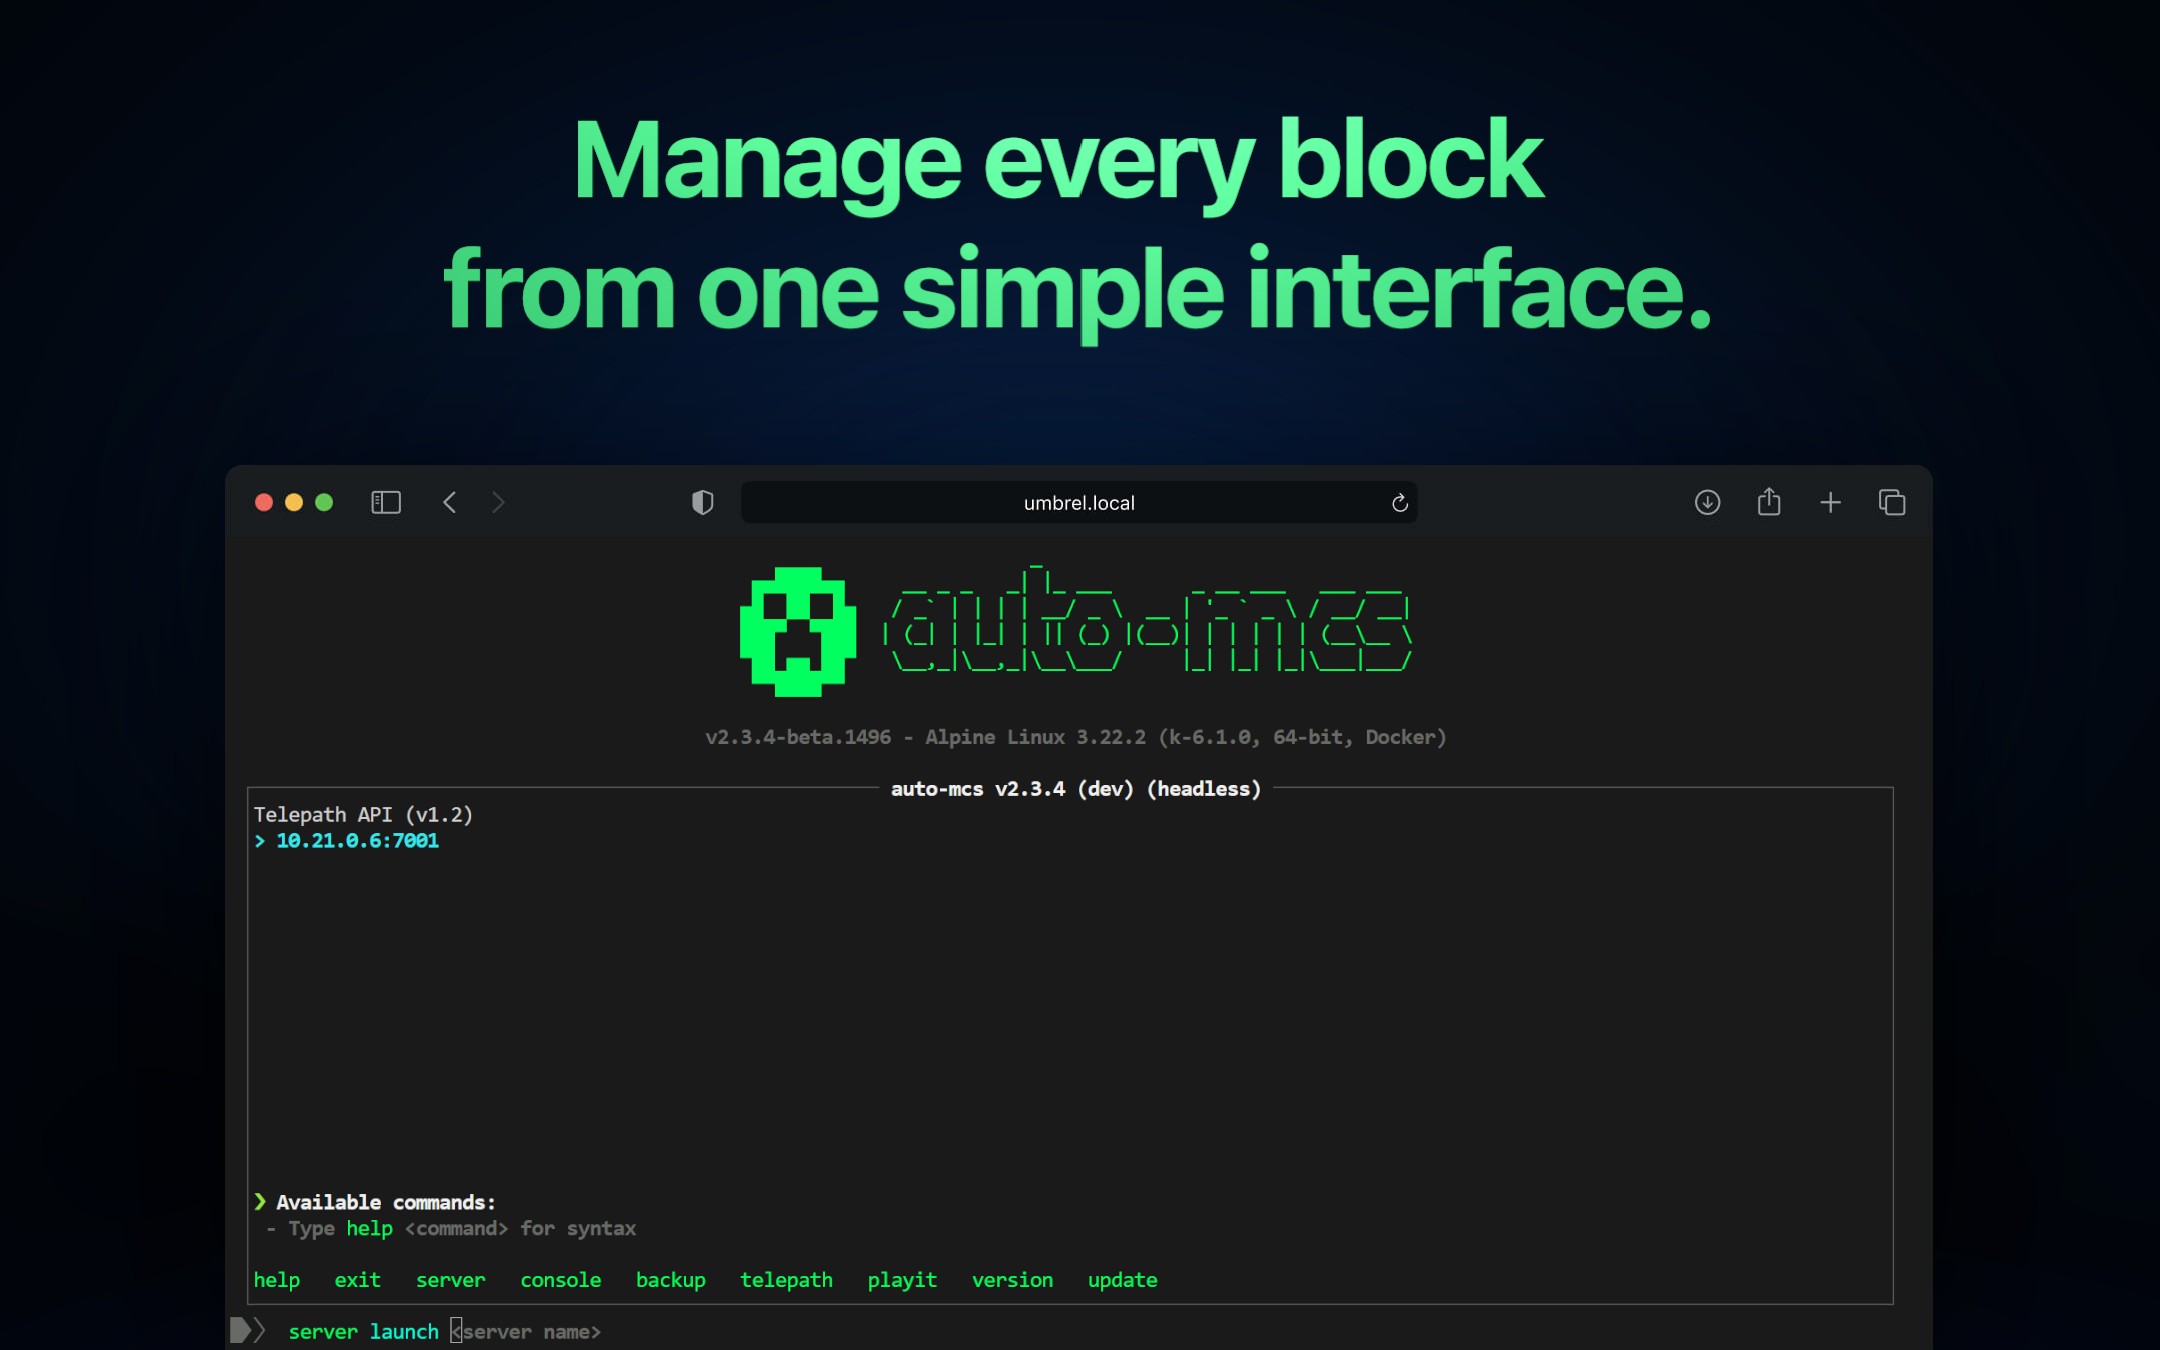 Manage every block
from one simple interface.
umbrel.local
auto-mcs
v2.3.4-beta.1496 - Alpine Linux 3.22.2 (k-6.1.0, 64-bit, Docker)
auto-mcs v2.3.4 (dev) (headless)
Telepath API (v1.2)
> 10.21.0.6:7001
❯ Available commands:
- Type help <command> for syntax
help exit server console backup telepath playit version update
server launch <server name>